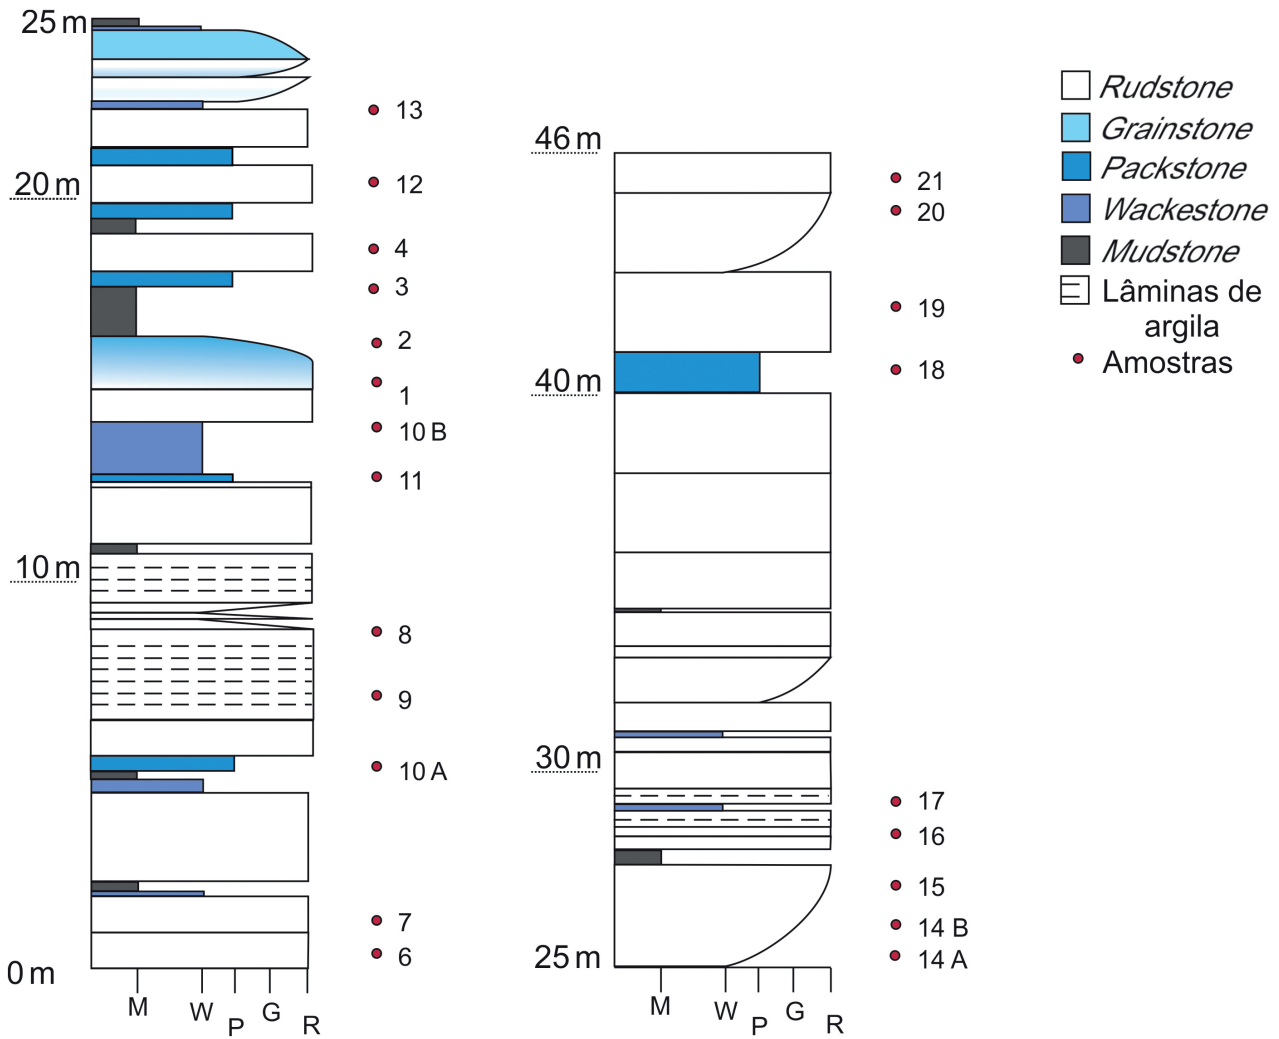 25 m
13
20 m
12
4
3
2
1
10 B
11
10 m
8
9
10 A
7
6
0 m
M W P G R
46 m
21
20
19
40 m
18
30 m
17
16
15
14 B
14 A
25 m
M W P G R
Rudstone
Grainstone
Packstone
Wackestone
Mudstone
Lâminas de
argila
Amostras